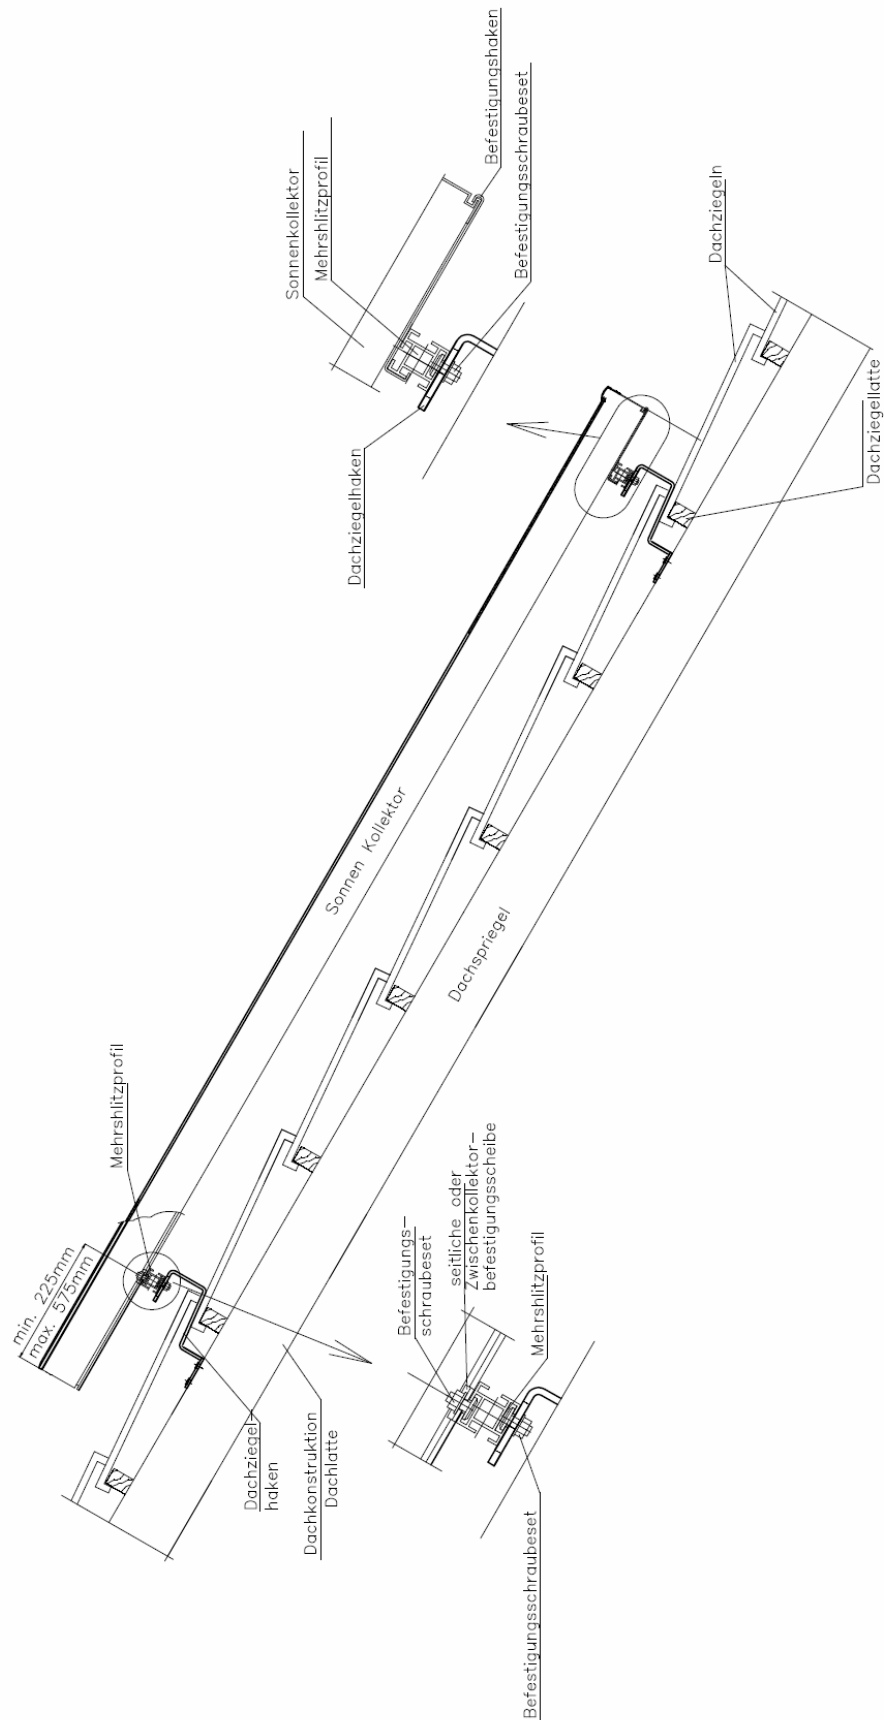 Sonnenkollektor
Mehrshlitzprofil
Befestigungshaken
Befestigungsschraubeset
Dachziegelhaken
Dachziegeln
Dachziegellatte
Sonnen Kollektor
Dachspriegel
Mehrshlitzprofil
min. 225mm
max. 575mm
Dachziegel-
haken
Dachkonstruktion
Dachlatte
Befestigungs-
schraubeset
seitliche oder
Zwischenkollektor-
befestigungsscheibe
Mehrshlitzprofil
Befestigungsschraubeset